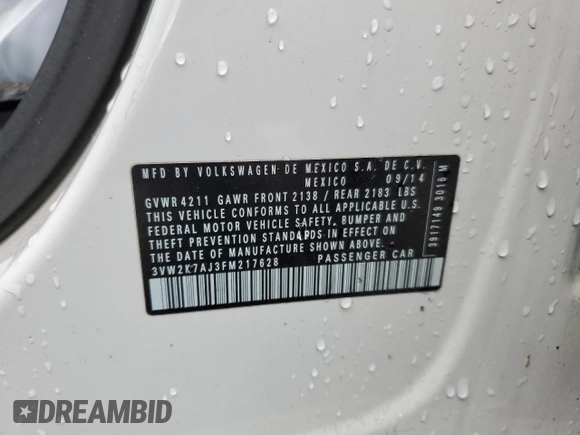 MFD BY VOLKSWAGEN DE MEXICO S.A. DE C.V.
MEXICO 09/14
GVWR 4211 GAWR FRONT 2138 / REAR 2183 LBS
THIS VEHICLE CONFORMS TO ALL APPLICABLE U.S.
FEDERAL MOTOR VEHICLE SAFETY, BUMPER AND
THEFT PREVENTION STANDARDS IN EFFECT ON
THE DATE OF MANUFACTURE SHOWN ABOVE.
3VW2K7AJ3FM217628 PASSENGER CAR
3917149 3016 M
DREAMBID